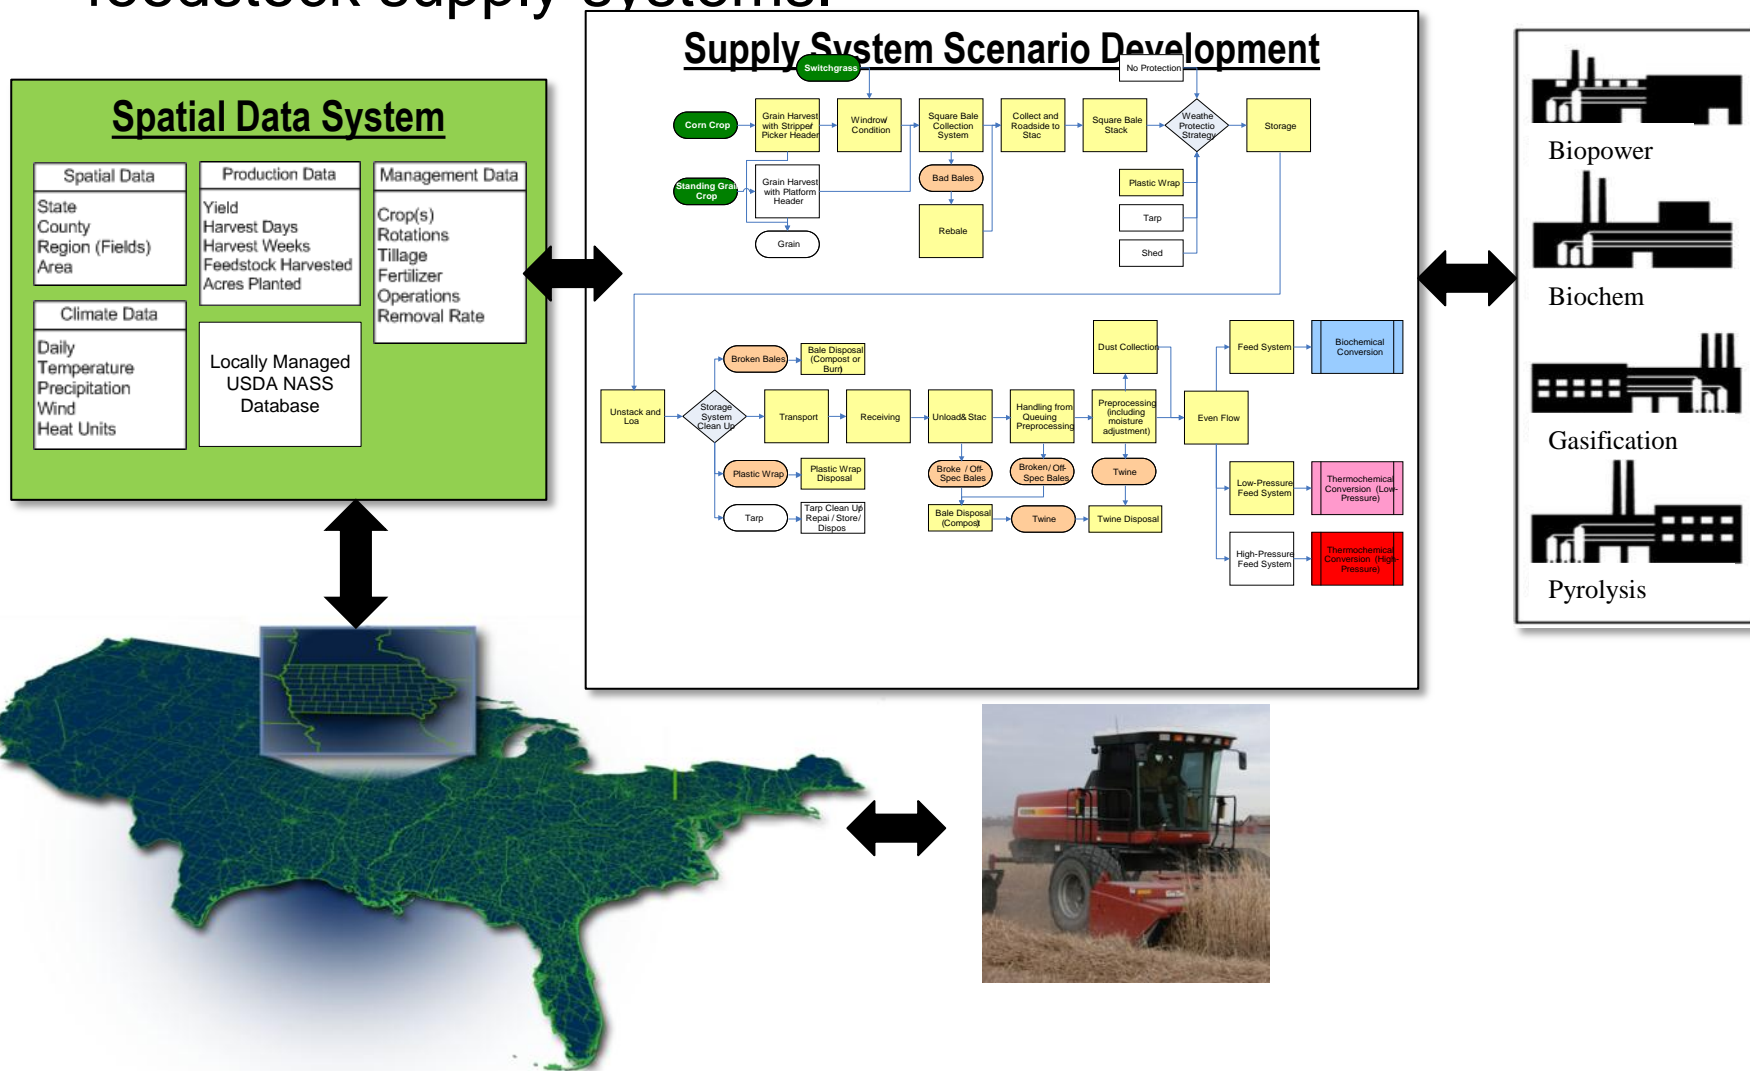 feedstock supply systems.
Supply System Scenario Development
Spatial Data System
Spatial Data
State
County
Region (Fields)
Area
Climate Data
Daily
Temperature
Precipitation
Wind
Heat Units
Production Data
Yield
Harvest Days
Harvest Weeks
Feedstock Harvested
Acres Planted
Locally Managed
USDA NASS
Database
Management Data
Crop(s)
Rotations
Tillage
Fertilizer
Operations
Removal Rate
Switchgrass
No Protection
Corn Crop
Grain Harvest
with Stripper/
Picker Header
Windrow/
Condition
Square Bale
Collection
System
Collect and
Roadside to
Stac
Square Bale
Stack
Weathe
Protectio
Strategy
Storage
Standing Grain
Crop
Grain Harvest
with Platform
Header
Bad Bales
Plastic Wrap
Tarp
Rebale
Grain
Shed
Dust Collection
Feed System
Biochemical
Conversion
Broken Bales
Bale Disposal
(Compost or
Burn)
Unstack and
Loa
Storage
System
Clean Up
Transport
Receiving
Unload& Stac
Handling from
Queuing
Preprocessing
Preprocessing
(including
moisture
adjustment)
Even Flow
Plastic Wrap
Plastic Wrap
Disposal
Broke / Off-
Spec Bales
Broken/ Off-
Spec Bales
Twine
Low-Pressure
Feed System
Thermochemical
Conversion (Low-
Pressure)
Tarp
Tarp Clean Up/
Repai / Store/
Dispos
Bale Disposal
(Compost)
Twine
Twine Disposal
High-Pressure
Feed System
Thermochemical
Conversion (High-
Pressure)
Biopower
Biochem
Gasification
Pyrolysis